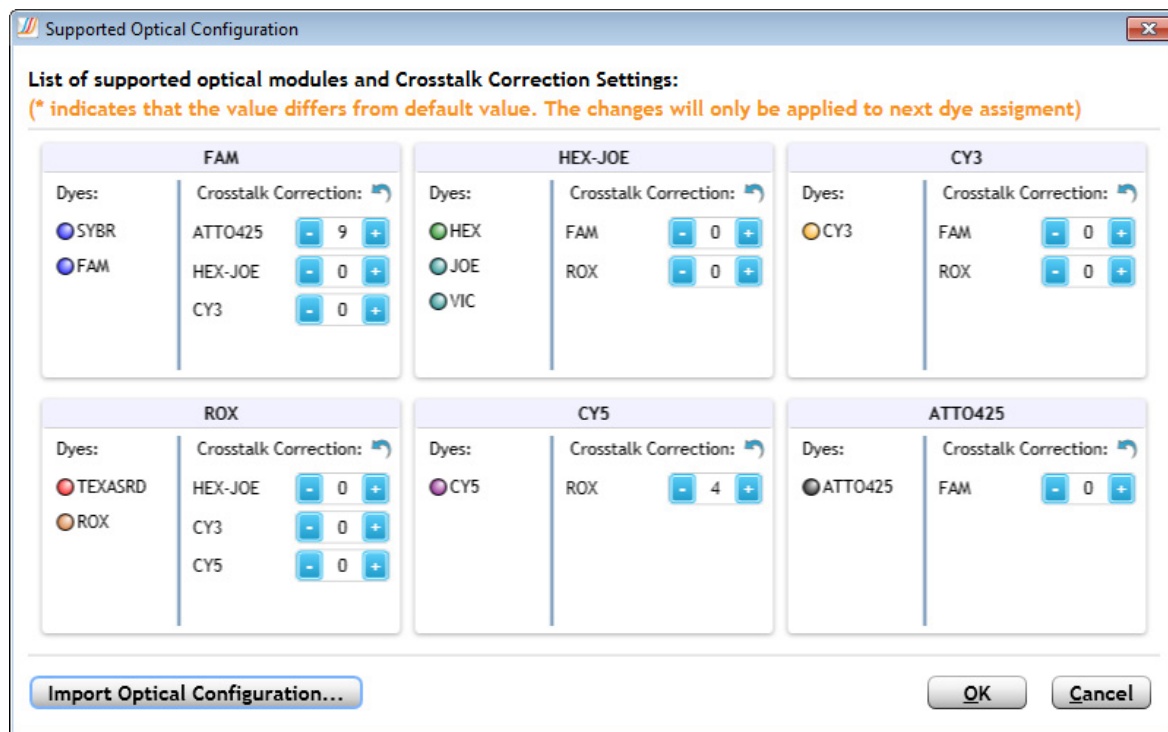 Supported Optical Configuration
List of supported optical modules and Crosstalk Correction Settings:
(* indicates that the value differs from default value. The changes will only be applied to next dye assigment)
FAM
Dyes:
SYBR
FAM
Crosstalk Correction:
ATTO425 - 9 +
HEX-JOE - 0 +
CY3 - 0 +
HEX-JOE
Dyes:
HEX
JOE
VIC
Crosstalk Correction:
FAM - 0 +
ROX - 0 +
CY3
Dyes:
CY3
Crosstalk Correction:
FAM - 0 +
ROX - 0 +
ROX
Dyes:
TEXASRD
ROX
Crosstalk Correction:
HEX-JOE - 0 +
CY3 - 0 +
CY5 - 0 +
CY5
Dyes:
CY5
Crosstalk Correction:
ROX - 4 +
ATTO425
Dyes:
ATTO425
Crosstalk Correction:
FAM - 0 +
Import Optical Configuration...
OK
Cancel